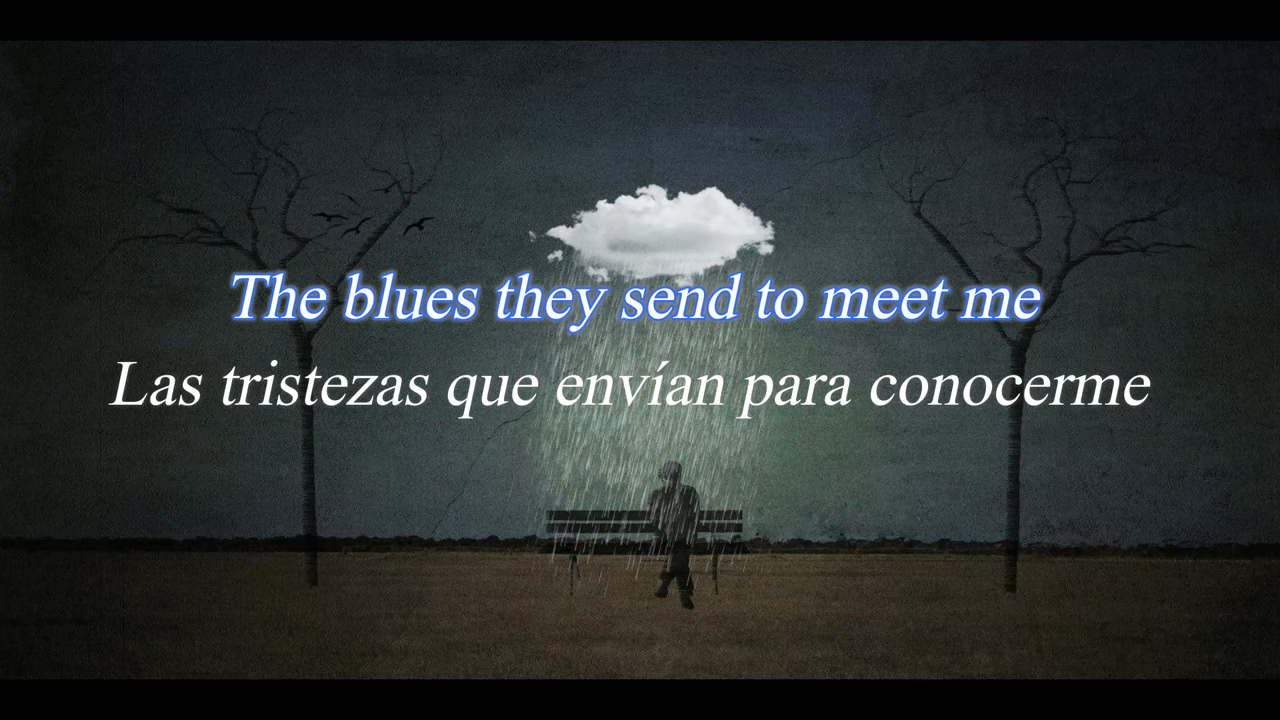 The blues they send to meet me
Las tristezas que envían para conocerme